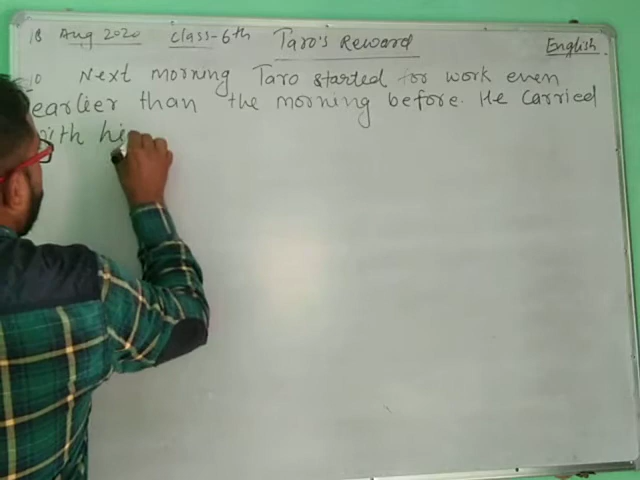 18 Aug 2020 Class-6th Taro's Reward English
10 Next morning Taro started for work even
earlier than the morning before. He carried
with hi